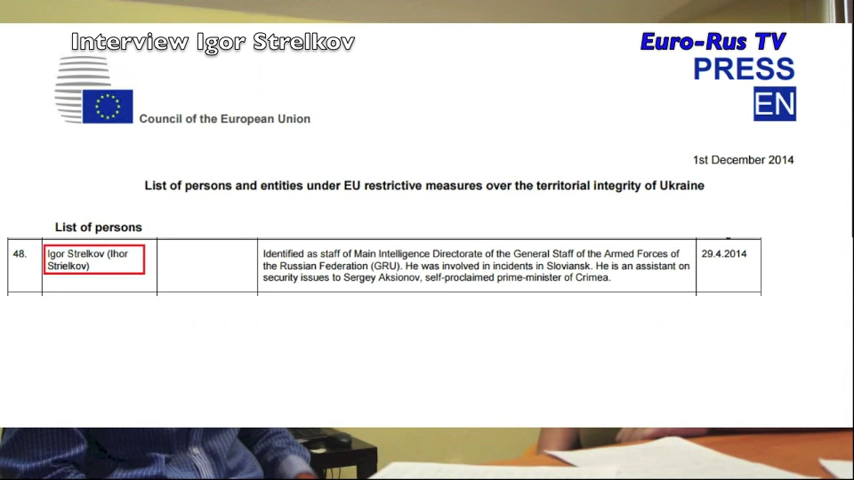 Interview Igor Strelkov
Euro-Rus TV
PRESS
EN
Council of the European Union
1st December 2014
List of persons and entities under EU restrictive measures over the territorial integrity of Ukraine
List of persons
48.
Igor Strelkov (Ihor
Strielkov)
Identified as staff of Main Intelligence Directorate of the General Staff of the Armed Forces of
the Russian Federation (GRU). He was involved in incidents in Sloviansk. He is an assistant on
security issues to Sergey Aksionov, self-proclaimed prime-minister of Crimea.
29.4.2014